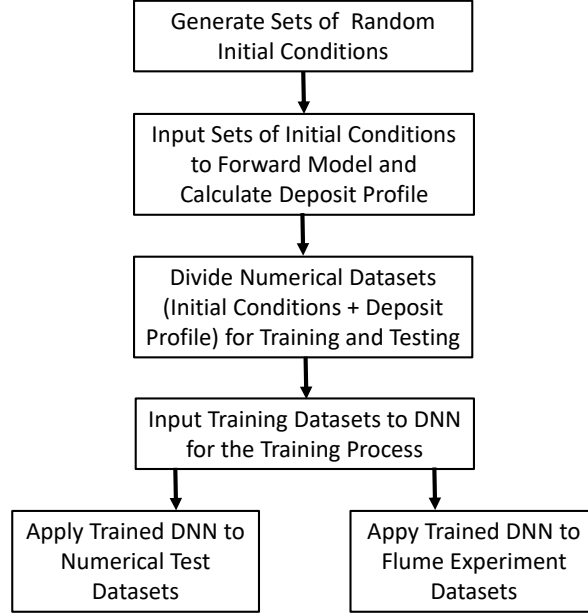 Generate Sets of Random
Initial Conditions
Input Sets of Initial Conditions
to Forward Model and
Calculate Deposit Profile
Divide Numerical Datasets
(Initial Conditions + Deposit
Profile) for Training and Testing
Input Training Datasets to DNN
for the Training Process
Apply Trained DNN to
Numerical Test
Datasets
Appy Trained DNN to
Flume Experiment
Datasets